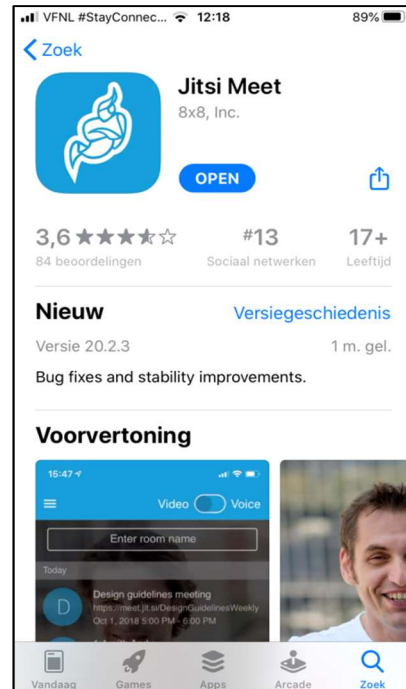 VFNL #StayConnec... 12:18 89%
Zoek
Jitsi Meet
8x8, Inc.
OPEN
3,6 #13 17+
84 beoordelingen Sociaal netwerken Leeftijd
Nieuw Versiegeschiedenis
Versie 20.2.3 1 m. gel.
Bug fixes and stability improvements.
Voorvertoning
15:47
Video Voice
Enter room name
Today
D Design guidelines meeting
https://meet.jit.si/DesignGuidelinesWeekly
Oct 1, 2018 5:00 PM - 6:00 PM
Vandaag Games Apps Arcade Zoek